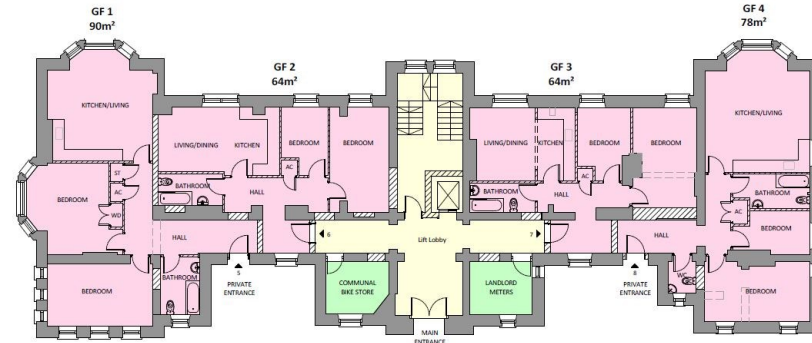 GF 1
90m²
GF 2
64m²
GF 3
64m²
GF 4
78m²
KITCHEN/LIVING
LIVING/DINING
KITCHEN
BEDROOM
BEDROOM
LIVING/DINING
KITCHEN
BEDROOM
BEDROOM
KITCHEN/LIVING
BEDROOM
ST
AC
WD
BATHROOM
AC
HALL
BATHROOM
AC
HALL
BATHROOM
AC
BEDROOM
HALL
6
Lift Lobby
7
HALL
BEDROOM
BATHROOM
5
PRIVATE
ENTRANCE
COMMUNAL
BIKE STORE
LANDLORD
METERS
8
PRIVATE
ENTRANCE
WC
BEDROOM
MAIN
ENTRANCE